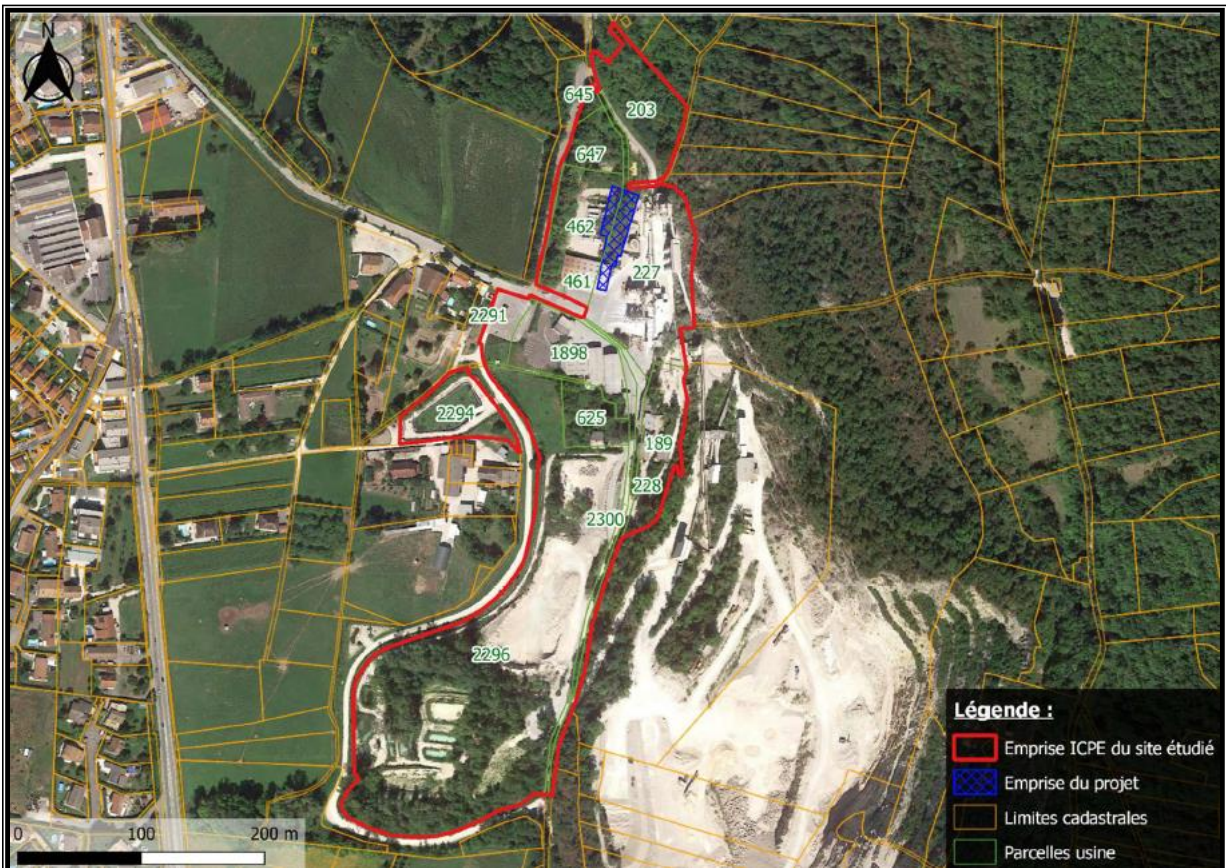 N
645
203
647
462
461
227
2291
1898
2294
625
189
228
2300
2296
0 100 200 m
Légende :
Emprise ICPE du site étudié
Emprise du projet
Limites cadastrales
Parcelles usine